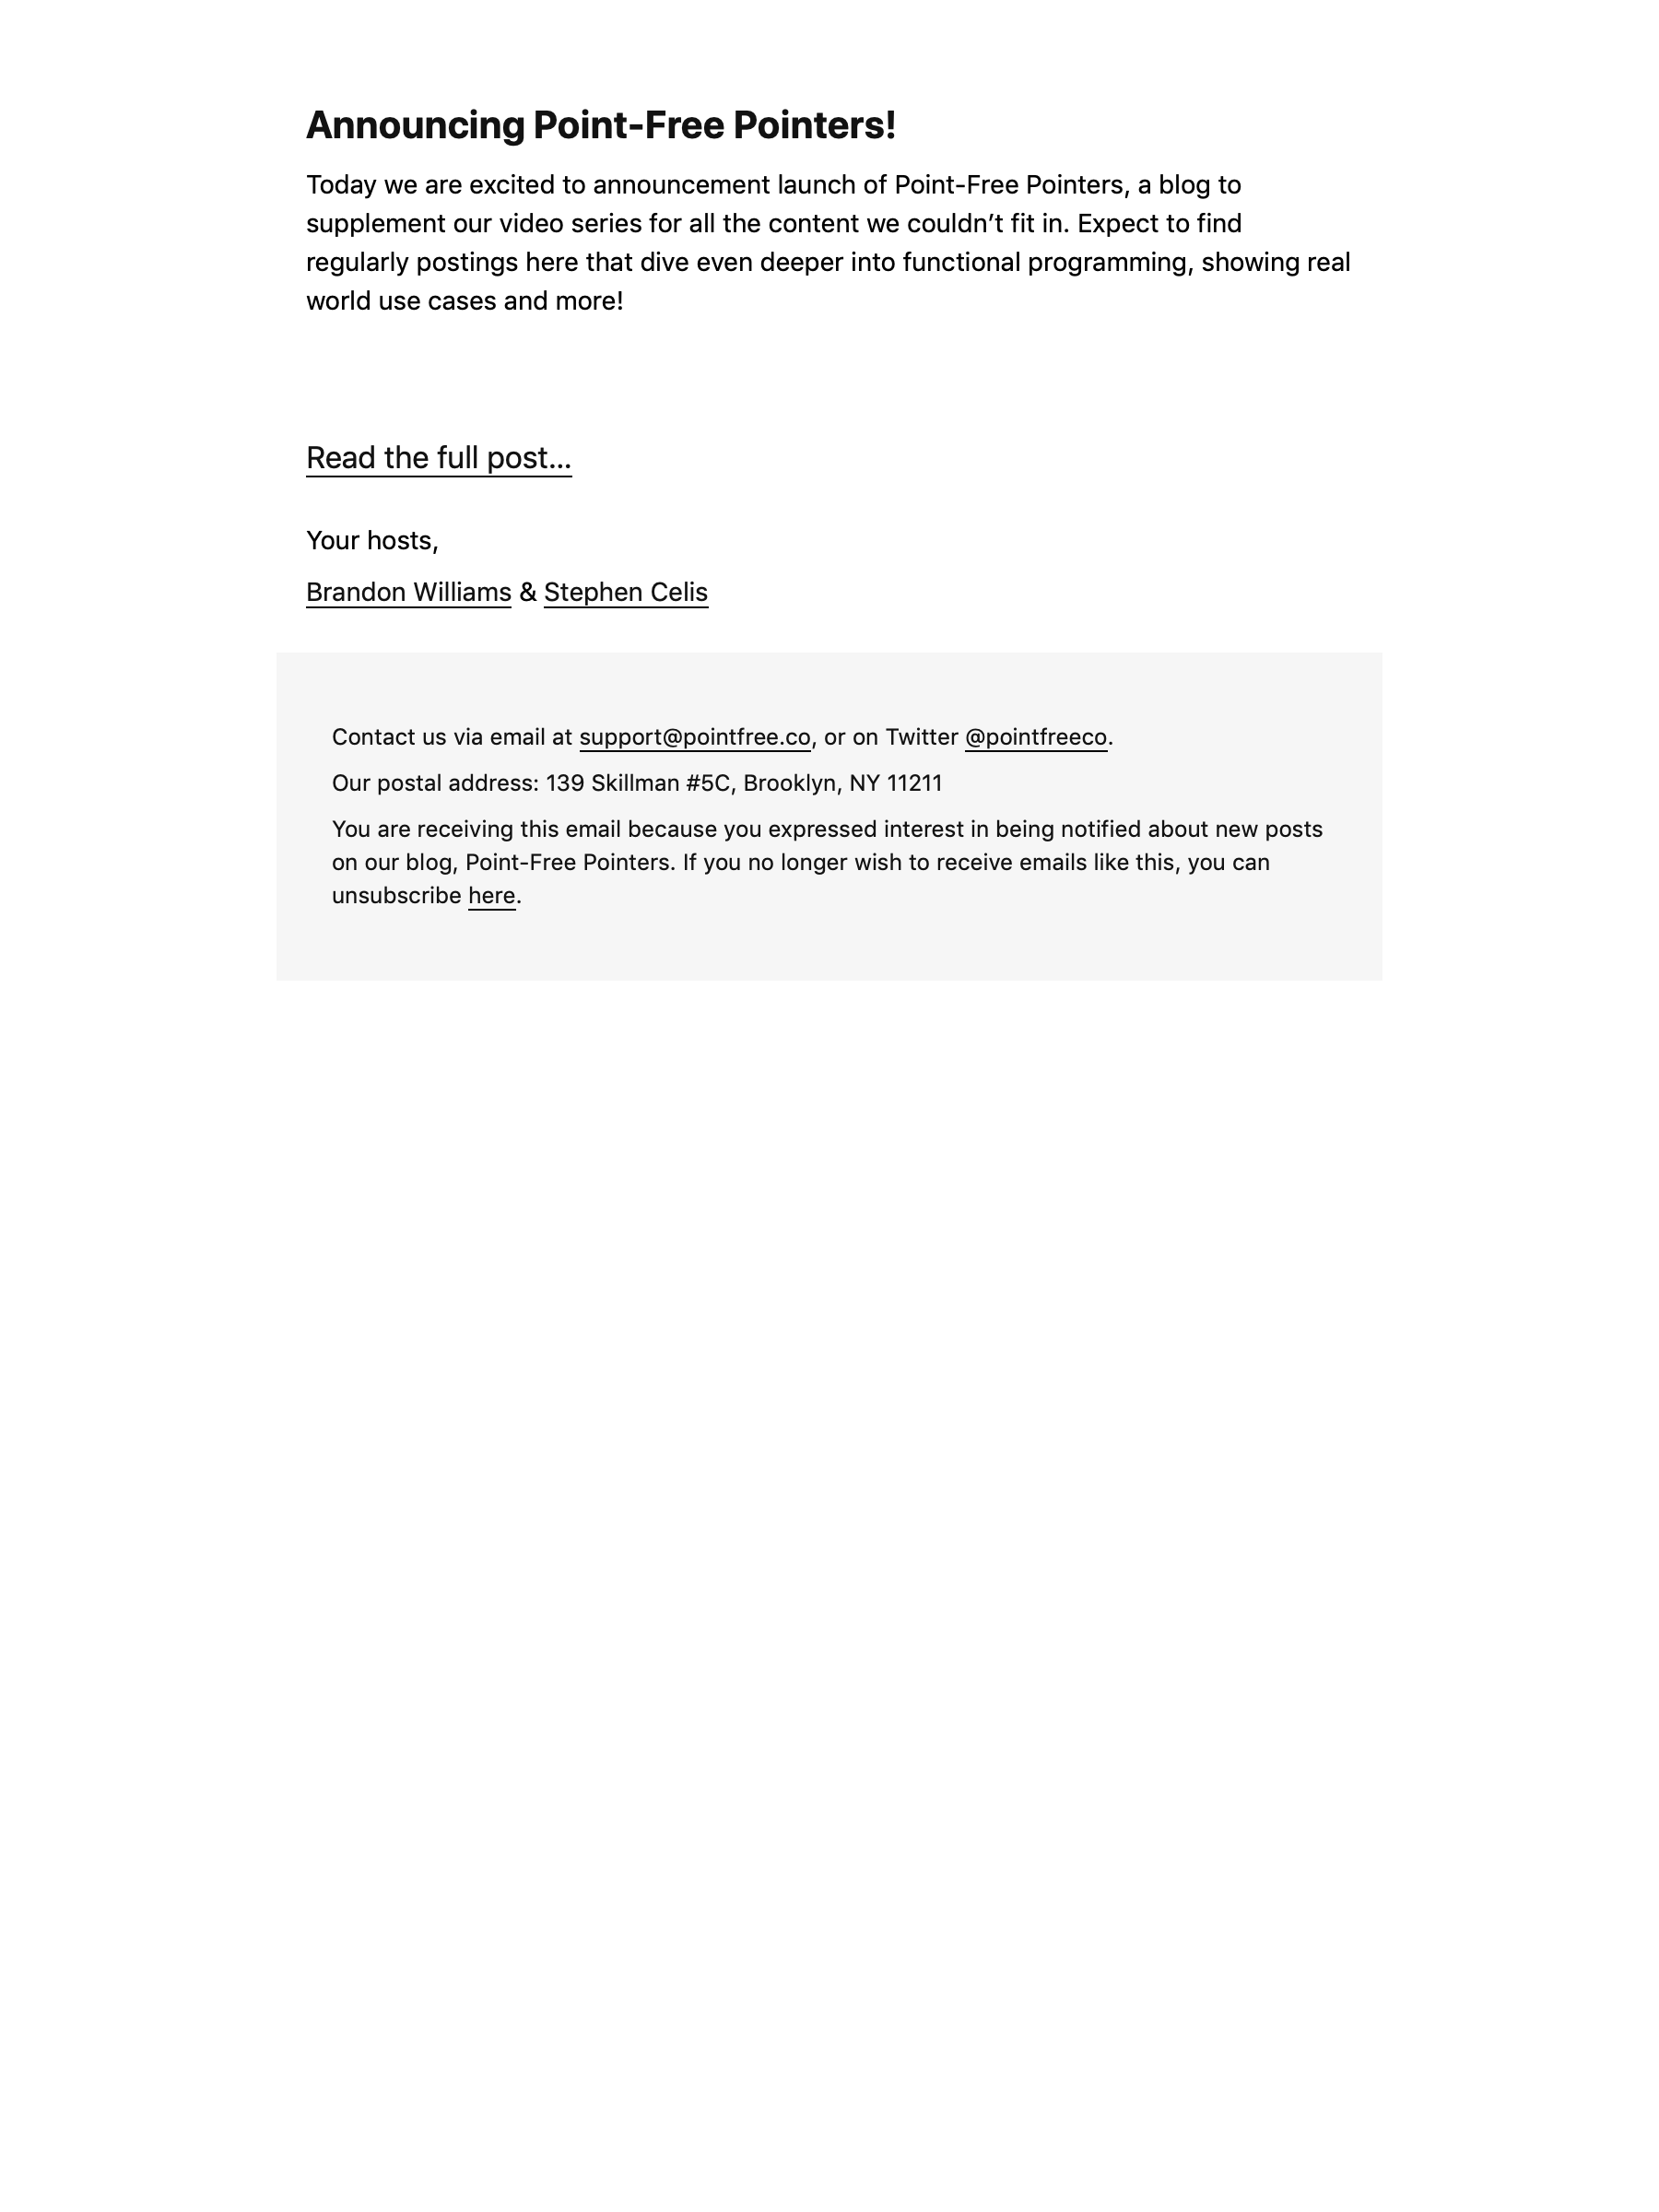 Announcing Point-Free Pointers!
Today we are excited to announcement launch of Point-Free Pointers, a blog to
supplement our video series for all the content we couldn’t fit in. Expect to find
regularly postings here that dive even deeper into functional programming, showing real
world use cases and more!
Read the full post…
Your hosts,
Brandon Williams & Stephen Celis
Contact us via email at support@pointfree.co, or on Twitter @pointfreeco.
Our postal address: 139 Skillman #5C, Brooklyn, NY 11211
You are receiving this email because you expressed interest in being notified about new posts
on our blog, Point-Free Pointers. If you no longer wish to receive emails like this, you can
unsubscribe here.